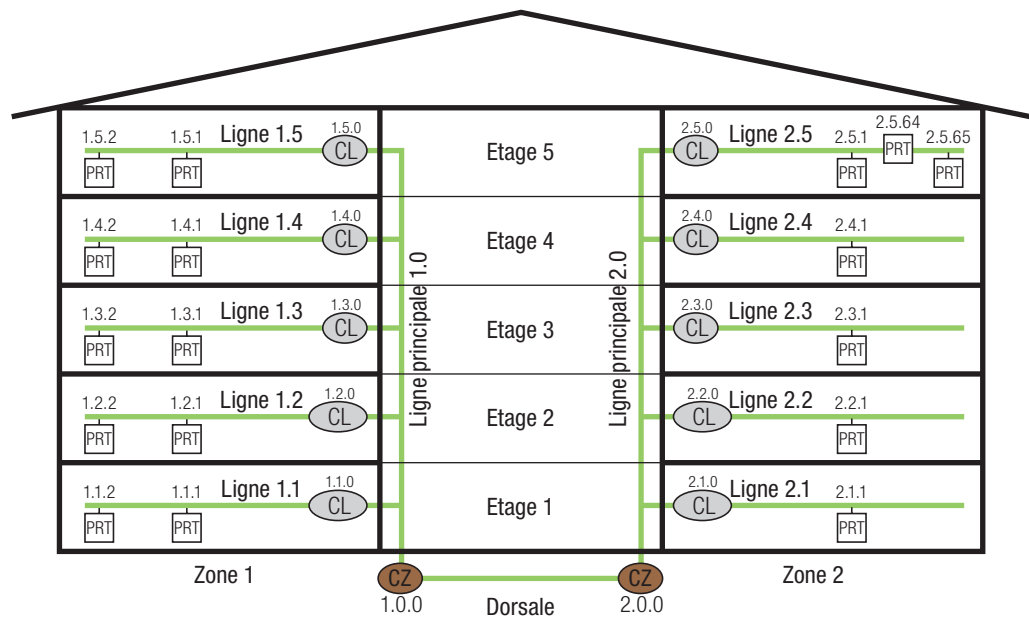 1.5.2 1.5.1 Ligne 1.5 1.5.0
PRT PRT CL
Etage 5
2.5.0 Ligne 2.5 2.5.1 2.5.64 2.5.65
CL PRT PRT PRT
1.4.2 1.4.1 Ligne 1.4 1.4.0
PRT PRT CL
Etage 4
2.4.0 Ligne 2.4 2.4.1
CL PRT
1.3.2 1.3.1 Ligne 1.3 1.3.0
PRT PRT CL
Ligne principale 1.0
Etage 3
Ligne principale 2.0
2.3.0 Ligne 2.3 2.3.1
CL PRT
1.2.2 1.2.1 Ligne 1.2 1.2.0
PRT PRT CL
Etage 2
2.2.0 Ligne 2.2 2.2.1
CL PRT
1.1.2 1.1.1 Ligne 1.1 1.1.0
PRT PRT CL
Etage 1
2.1.0 Ligne 2.1 2.1.1
CL PRT
Zone 1 CZ CZ Zone 2
1.0.0 Dorsale 2.0.0